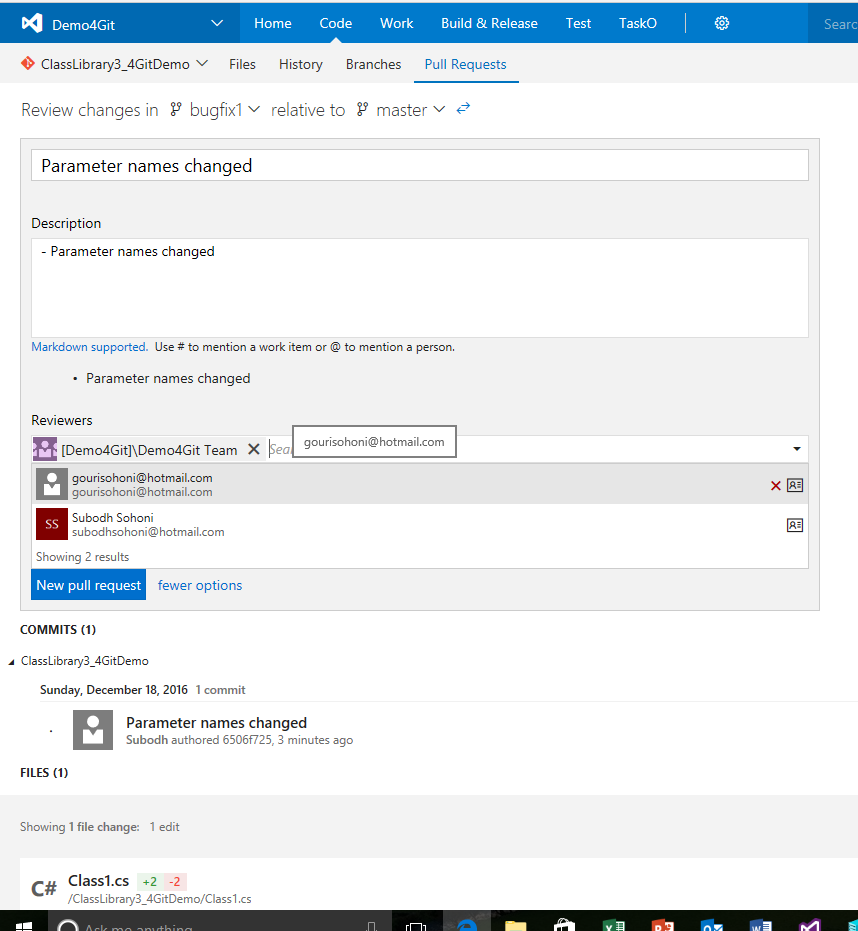 Demo4Git Home Code Work Build & Release Test TaskO Searc
ClassLibrary3_4GitDemo Files History Branches Pull Requests
Review changes in bugfix1 relative to master
Parameter names changed
Description
- Parameter names changed
Markdown supported. Use # to mention a work item or @ to mention a person.
• Parameter names changed
Reviewers
[Demo4Git]\Demo4Git Team Sea
gourisohoni@hotmail.com
gourisohoni@hotmail.com
gourisohoni@hotmail.com
SS Subodh Sohoni
subodhsohoni@hotmail.com
Showing 2 results
New pull request fewer options
COMMITS (1)
ClassLibrary3_4GitDemo
Sunday, December 18, 2016 1 commit
Parameter names changed
Subodh authored 6506f725, 3 minutes ago
FILES (1)
Showing 1 file change: 1 edit
C# Class1.cs +2 -2
/ClassLibrary3_4GitDemo/Class1.cs
Ask me anything